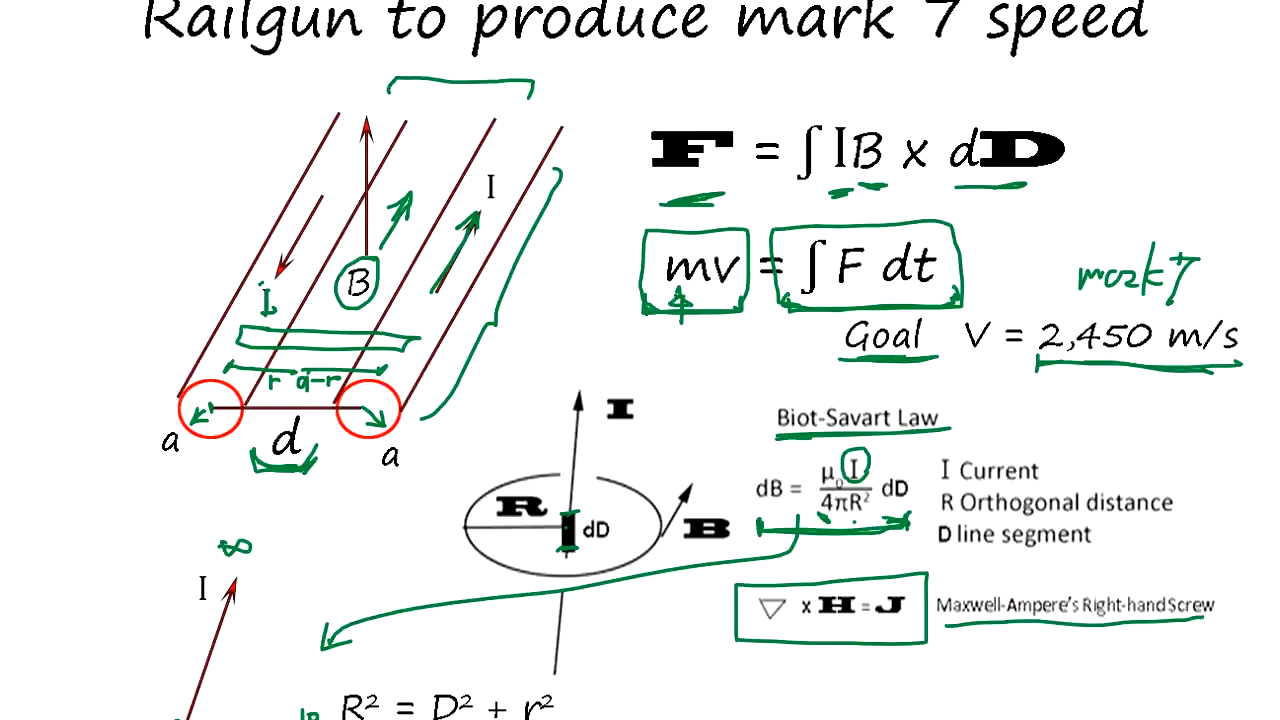 Railgun to produce mark 7 speed
F = ∫ IB x dD
I
mv = ∫ F dt
mark 7
B
I
Goal V = 2,450 m/s
r d-r
a d a
I
Biot-Savart Law
dB = μ₀I / 4πR² dD
I Current
R Orthogonal distance
D line segment
R dD B
∞
I
▽ x H = J Maxwell-Ampere's Right-hand Screw
R² = D² + r²